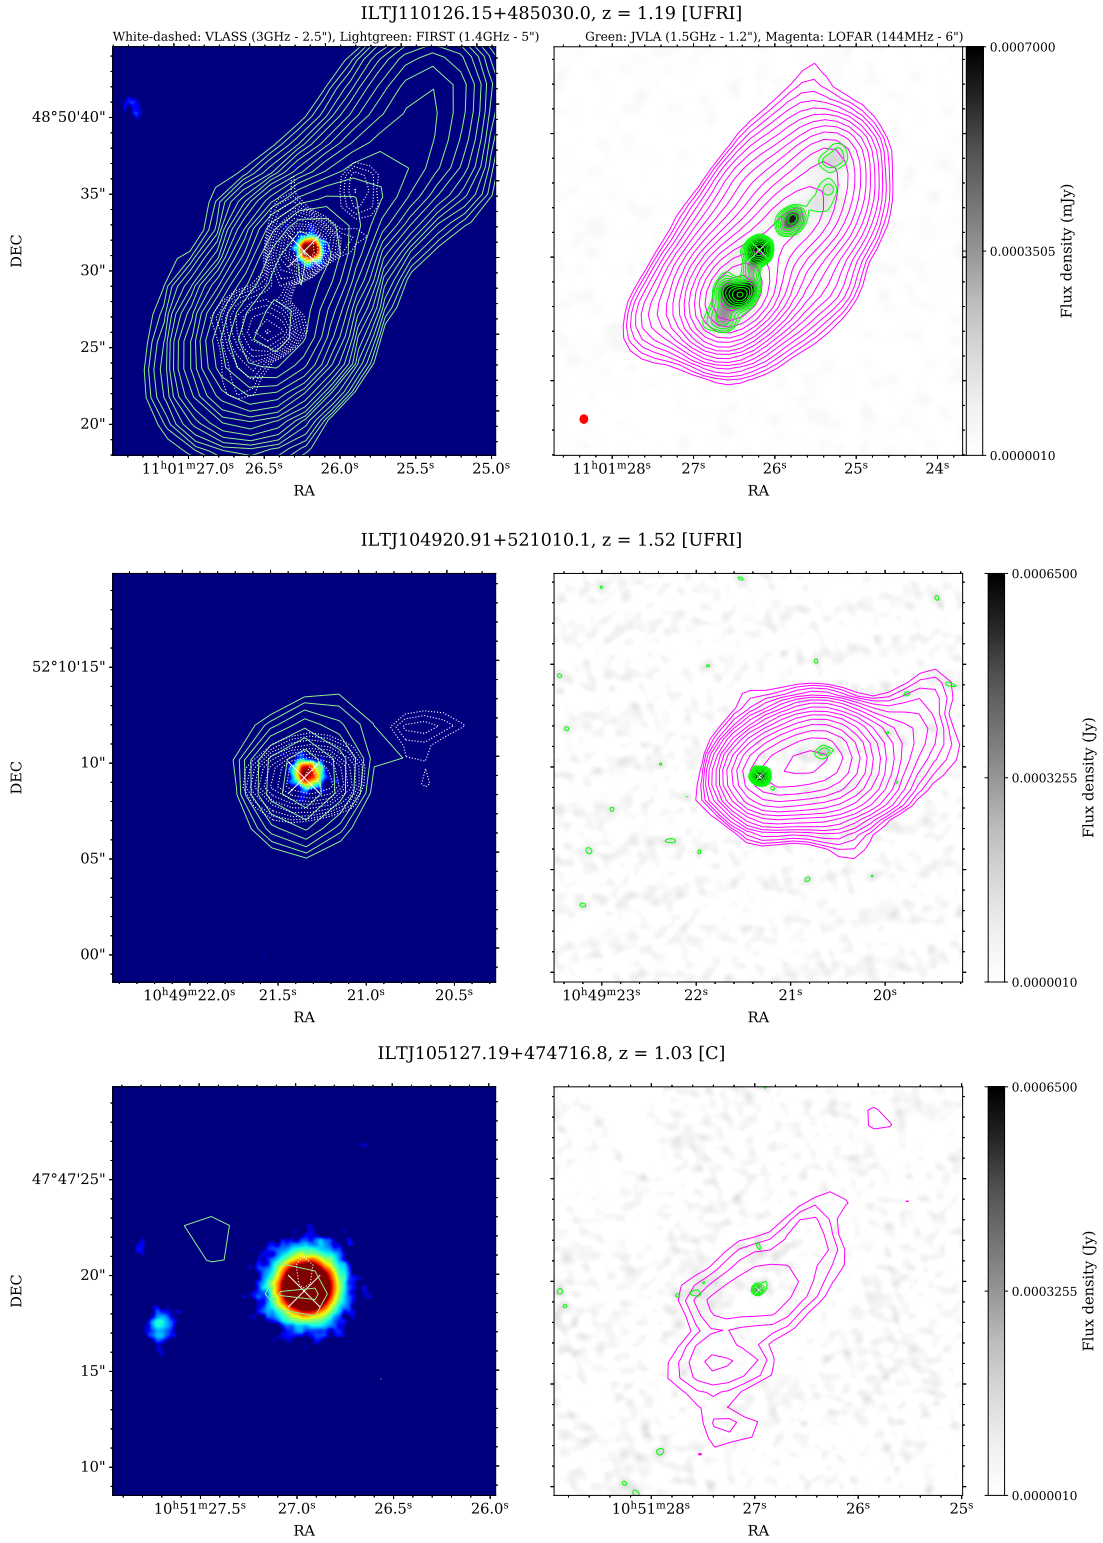 ILTJ110126.15+485030.0, z = 1.19 [UFRI]
White-dashed: VLASS (3GHz - 2.5"), Lightgreen: FIRST (1.4GHz - 5")
Green: JVLA (1.5GHz - 1.2"), Magenta: LOFAR (144MHz - 6")
0.0007000
48°50'40"
35"
30"
25"
20"
DEC
0.0003505
Flux density (mJy)
0.0000010
11h01m27.0s 26.5s 26.0s 25.5s 25.0s
RA
11h01m28s 27s 26s 25s 24s
RA
ILTJ104920.91+521010.1, z = 1.52 [UFRI]
0.0006500
52°10'15"
10"
05"
00"
DEC
0.0003255
Flux density (Jy)
0.0000010
10h49m22.0s 21.5s 21.0s 20.5s
RA
10h49m23s 22s 21s 20s
RA
ILTJ105127.19+474716.8, z = 1.03 [C]
0.0006500
47°47'25"
20"
15"
10"
DEC
0.0003255
Flux density (Jy)
0.0000010
10h51m27.5s 27.0s 26.5s 26.0s
RA
10h51m28s 27s 26s 25s
RA